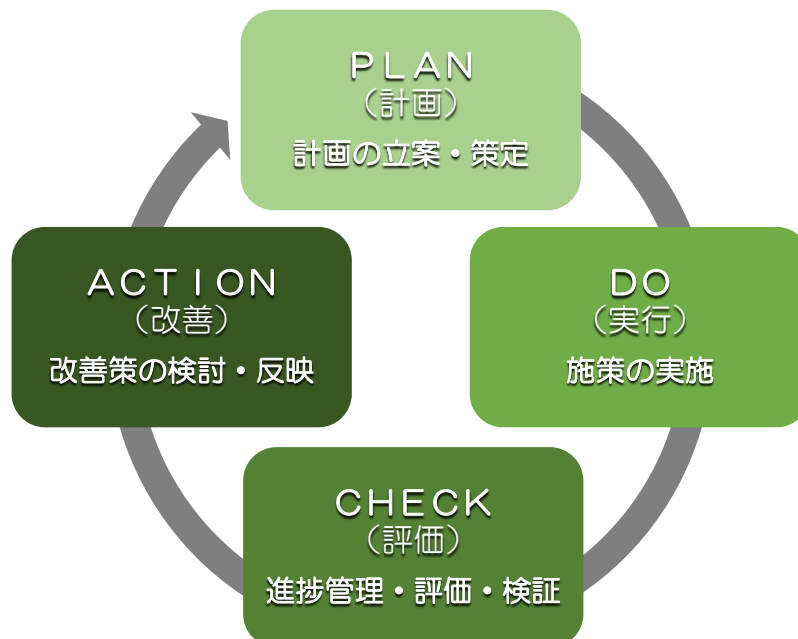 ＰＬＡＮ
（計画）
計画の立案・策定
ＤＯ
（実行）
施策の実施
ＣＨＥＣＫ
（評価）
進捗管理・評価・検証
ＡＣＴＩＯＮ
（改善）
改善策の検討・反映